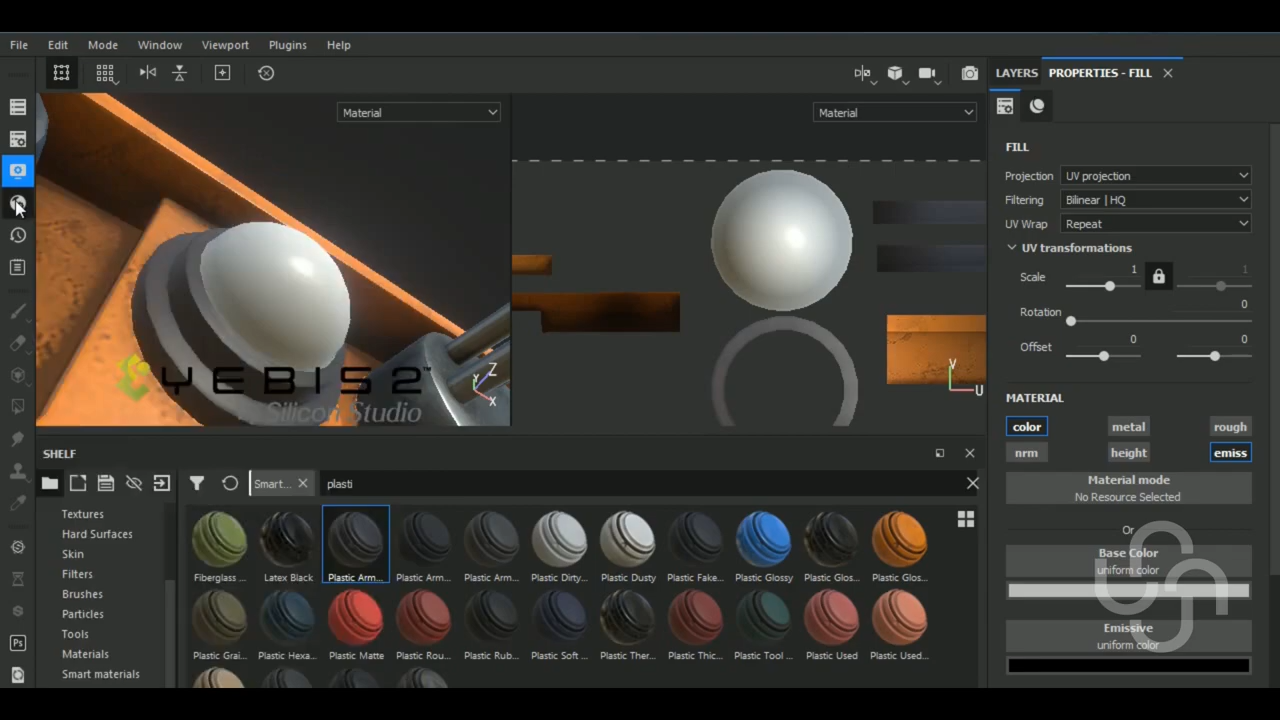 File Edit Mode Window Viewport Plugins Help
LAYERS PROPERTIES - FILL
Material Material
FILL
Projection UV projection
Filtering Bilinear | HQ
UV Wrap Repeat
UV transformations
Scale 1 1
Rotation 0
Offset 0 0
YEBIS 2™
Silicon Studio
Y Z X
V U
MATERIAL
color metal rough
nrm height emiss
Material mode
No Resource Selected
Or
Base Color
uniform color
Emissive
uniform color
SHELF
Smart... plasti
Textures
Hard Surfaces
Skin
Filters
Brushes
Particles
Tools
Materials
Smart materials
Fiberglass ... Latex Black Plastic Arm... Plastic Arm... Plastic Arm... Plastic Dirty... Plastic Dusty Plastic Fake... Plastic Glossy Plastic Glos... Plastic Glos...
Plastic Grai... Plastic Hexa... Plastic Matte Plastic Rou... Plastic Rub... Plastic Soft ... Plastic Ther... Plastic Thic... Plastic Tool ... Plastic Used Plastic Used...
Ps